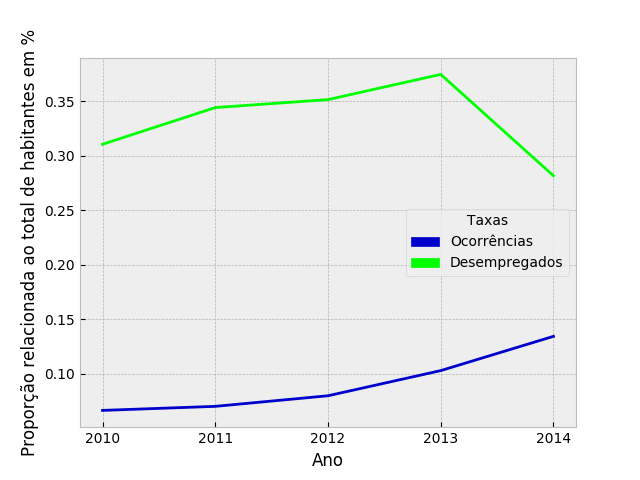 Proporção relacionada ao total de habitantes em %
0.35
0.30
0.25
0.20
0.15
0.10
Taxas
Ocorrências
Desempregados
2010 2011 2012 2013 2014
Ano